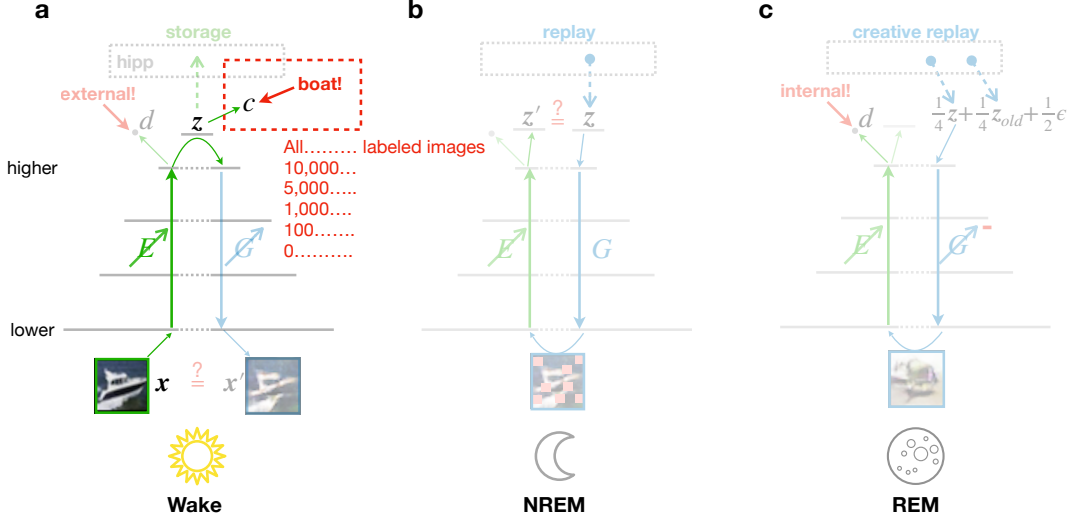 a
storage
hipp
external!
boat!
d
z
c
All......... labeled images
10,000...
5,000.....
1,000....
100.......
0..........
higher
E
G
lower
x
?
=
x'
Wake
b
replay
z'
?
=
z
E
G
NREM
c
creative replay
internal!
d
1/4 z + 1/4 z_old + 1/2 ϵ
E
G
-
REM